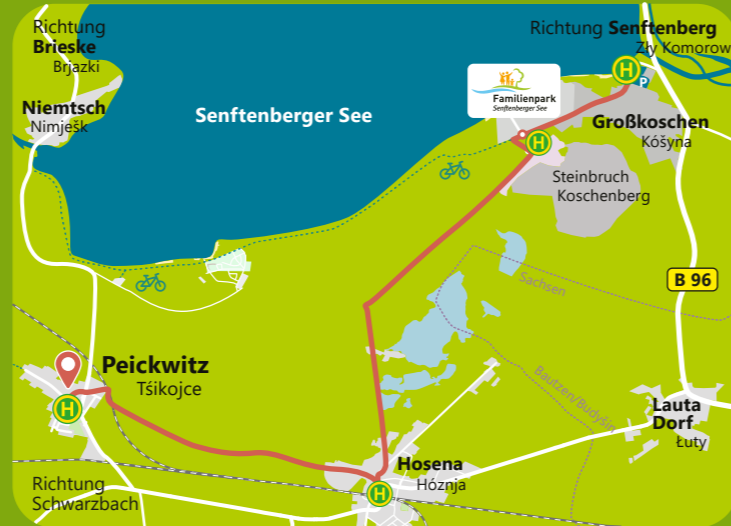 Richtung
Brieske
Brjazki
Niemtsch
Nimješk
Senftenberger See
Richtung Senftenberg
Zły Komorow
H
P
Familienpark
Senftenberger See
Großkoschen
Kóšyna
H
Steinbruch
Koschenberg
Sachsen
B 96
Peickwitz
Tśikojce
H
Bautzen/Budyšin
Lauta
Dorf
Łuty
Hosena
Hóznja
H
Richtung
Schwarzbach